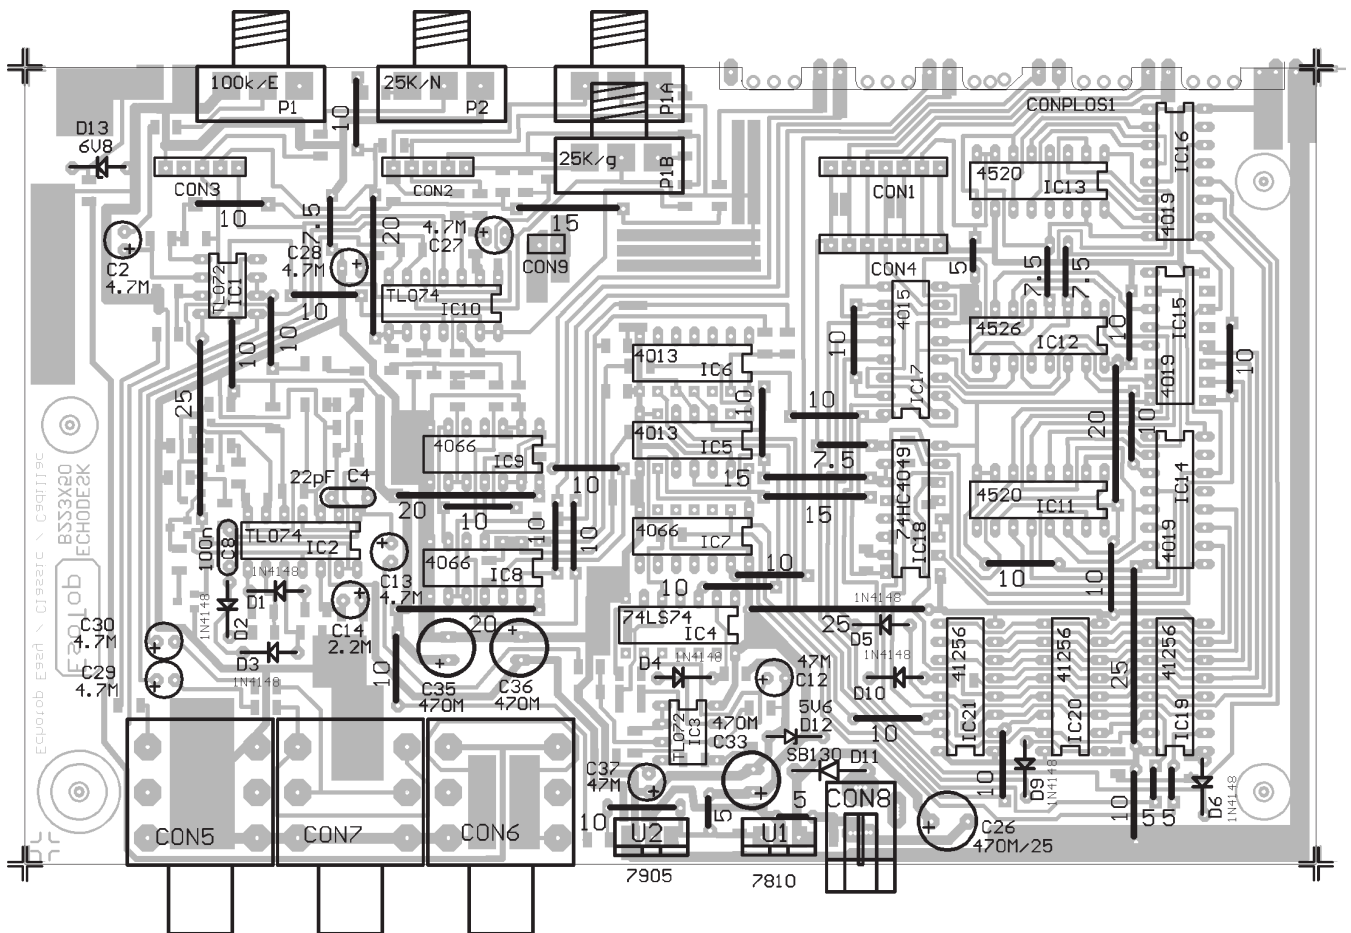 100k/E
P1
25K/N
P2
P1A
25K/g
P1B
CONPLOS1
D13
6V8
10
CON3
CON2
CON1
4520
IC13
4019
IC16
10
7.5
20
15
4.7M
C27
CON9
CON4
5
7.5
7.5
C2
4.7M
TL072
IC1
C28
4.7M
10
TL074
IC10
4015
IC17
4526
IC12
10
4019
IC15
10
10
10
10
25
4013
IC6
10
10
20
10
4013
IC5
7.5
4066
IC9
10
15
15
22pF
C4
20
10
74HC4049
IC18
4520
IC11
4019
IC14
100n
C8
TL074
IC2
10
10
4066
IC7
10
10
10
10
C13
4.7M
4066
IC8
1N4148
D1
1N4148
D2
C14
2.2M
20
74LS74
IC4
25
1N4148
D5
C30
4.7M
D3
1N4148
C29
4.7M
10
C35
470M
C36
470M
D4
1N4148
47M
C12
D10
41256
IC21
41256
IC20
25
41256
IC19
TL072
IC3
470M
C33
5V6
D12
10
SB130
D11
C37
47M
10
D9
1N4148
10
5
5
D6
1N4148
CON5
CON7
CON6
10
U2
5
5
U1
CON8
C26
470M/25
7905
7810
Echotop Easy / Classic / Cadillac
ESOTOP
B223X50
ECHODESK